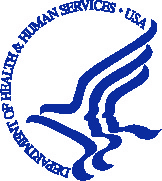 DEPARTMENT OF HEALTH & HUMAN SERVICES • USA